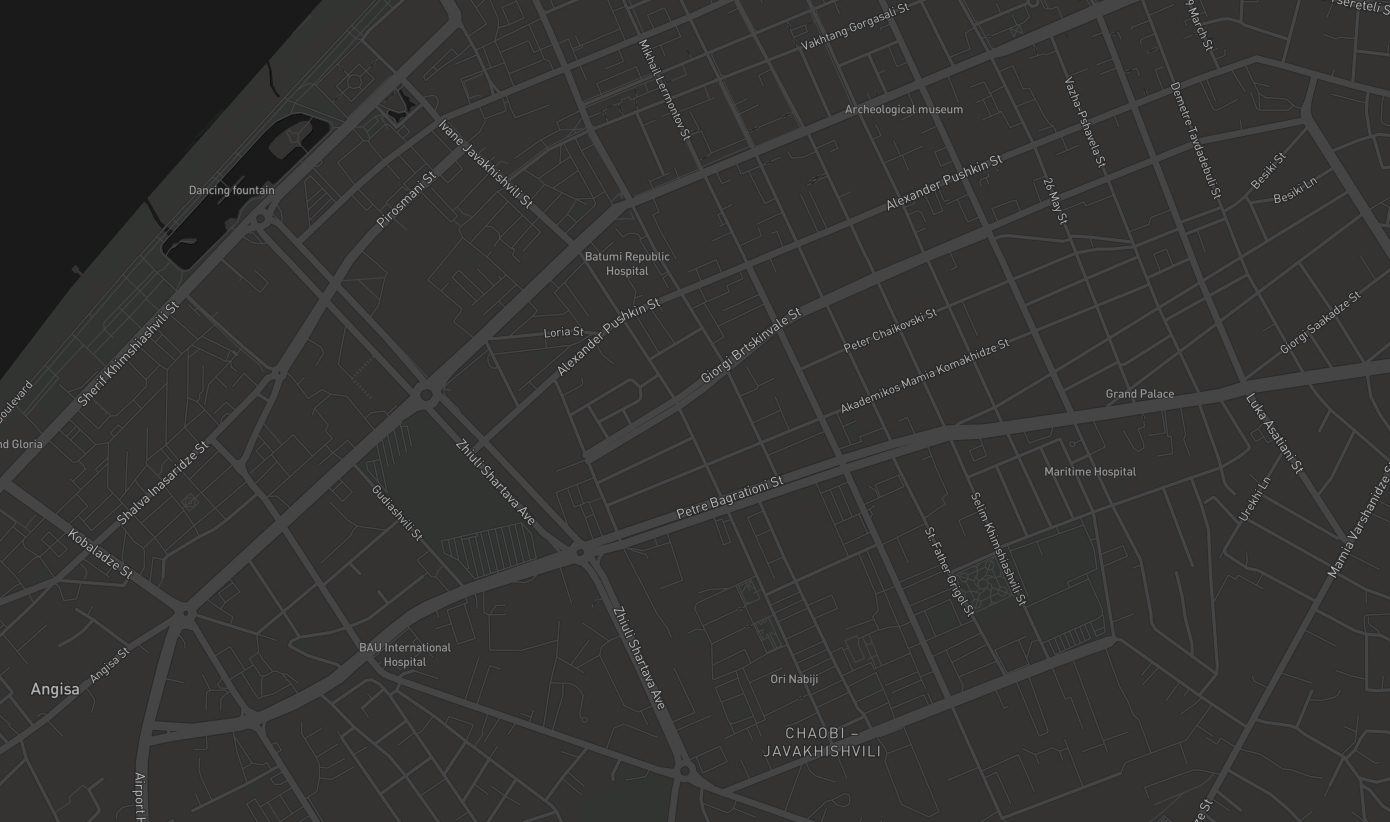 Vakhtang Gorgasali St
Mikhail Lermontov St
Archeological museum
Vazha-Pshavela St
Demetre Tavdadebuli St
Ivane Javakhishvili St
Pirosmani St
Dancing fountain
Alexander Pushkin St
26 May St
Besiki St
Besiki Ln
Batumi Republic
Hospital
Loria St
Alexander Pushkin St
Giorgi Brtskinvale St
Peter Chaikovski St
Akademikos Mamia Komakhidze St
Giorgi Saakadze St
Sherif Khimshiashvili St
Grand Palace
Luka Asatiani St
Maritime Hospital
Zhiuli Shartava Ave
Shalva Inasaridze St
Gudiashvili St
Petre Bagrationi St
Urekhi Ln
Selim Khimshiashvili St
St. Father Grigol St
Kobaladze St
Zhiuli Shartava Ave
BAU International
Hospital
Angisa St
Angisa
Ori Nabiji
CHAOBI –
JAVAKHISHVILI